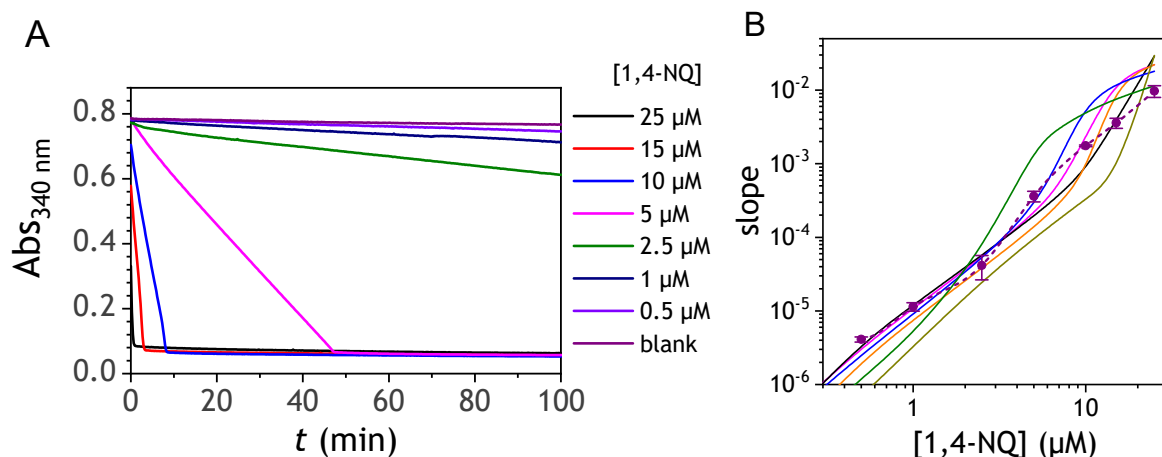 A
Abs340 nm
0.8
0.6
0.4
0.2
0.0
0
20
40
60
80
100
t (min)
[1,4-NQ]
25 µM
15 µM
10 µM
5 µM
2.5 µM
1 µM
0.5 µM
blank
B
slope
10-2
10-3
10-4
10-5
10-6
1
10
[1,4-NQ] (µM)